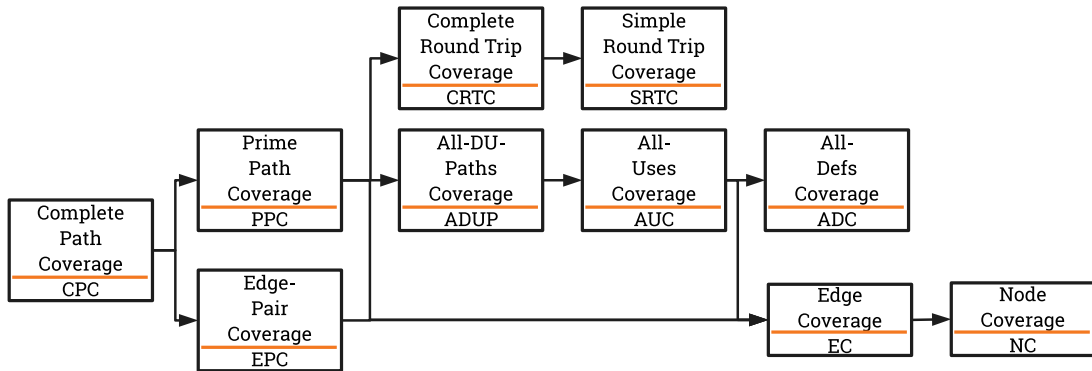 Complete
Round Trip
Coverage
CRTC
Simple
Round Trip
Coverage
SRTC
Prime
Path
Coverage
PPC
All-DU-
Paths
Coverage
ADUP
All-
Uses
Coverage
AUC
All-
Defs
Coverage
ADC
Complete
Path
Coverage
CPC
Edge-
Pair
Coverage
EPC
Edge
Coverage
EC
Node
Coverage
NC